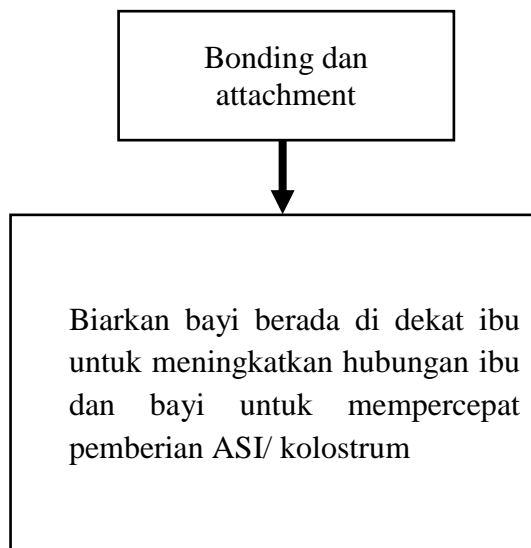 Bonding dan
attachment
Biarkan bayi berada di dekat ibu
untuk meningkatkan hubungan ibu
dan bayi untuk mempercepat
pemberian ASI/ kolostrum